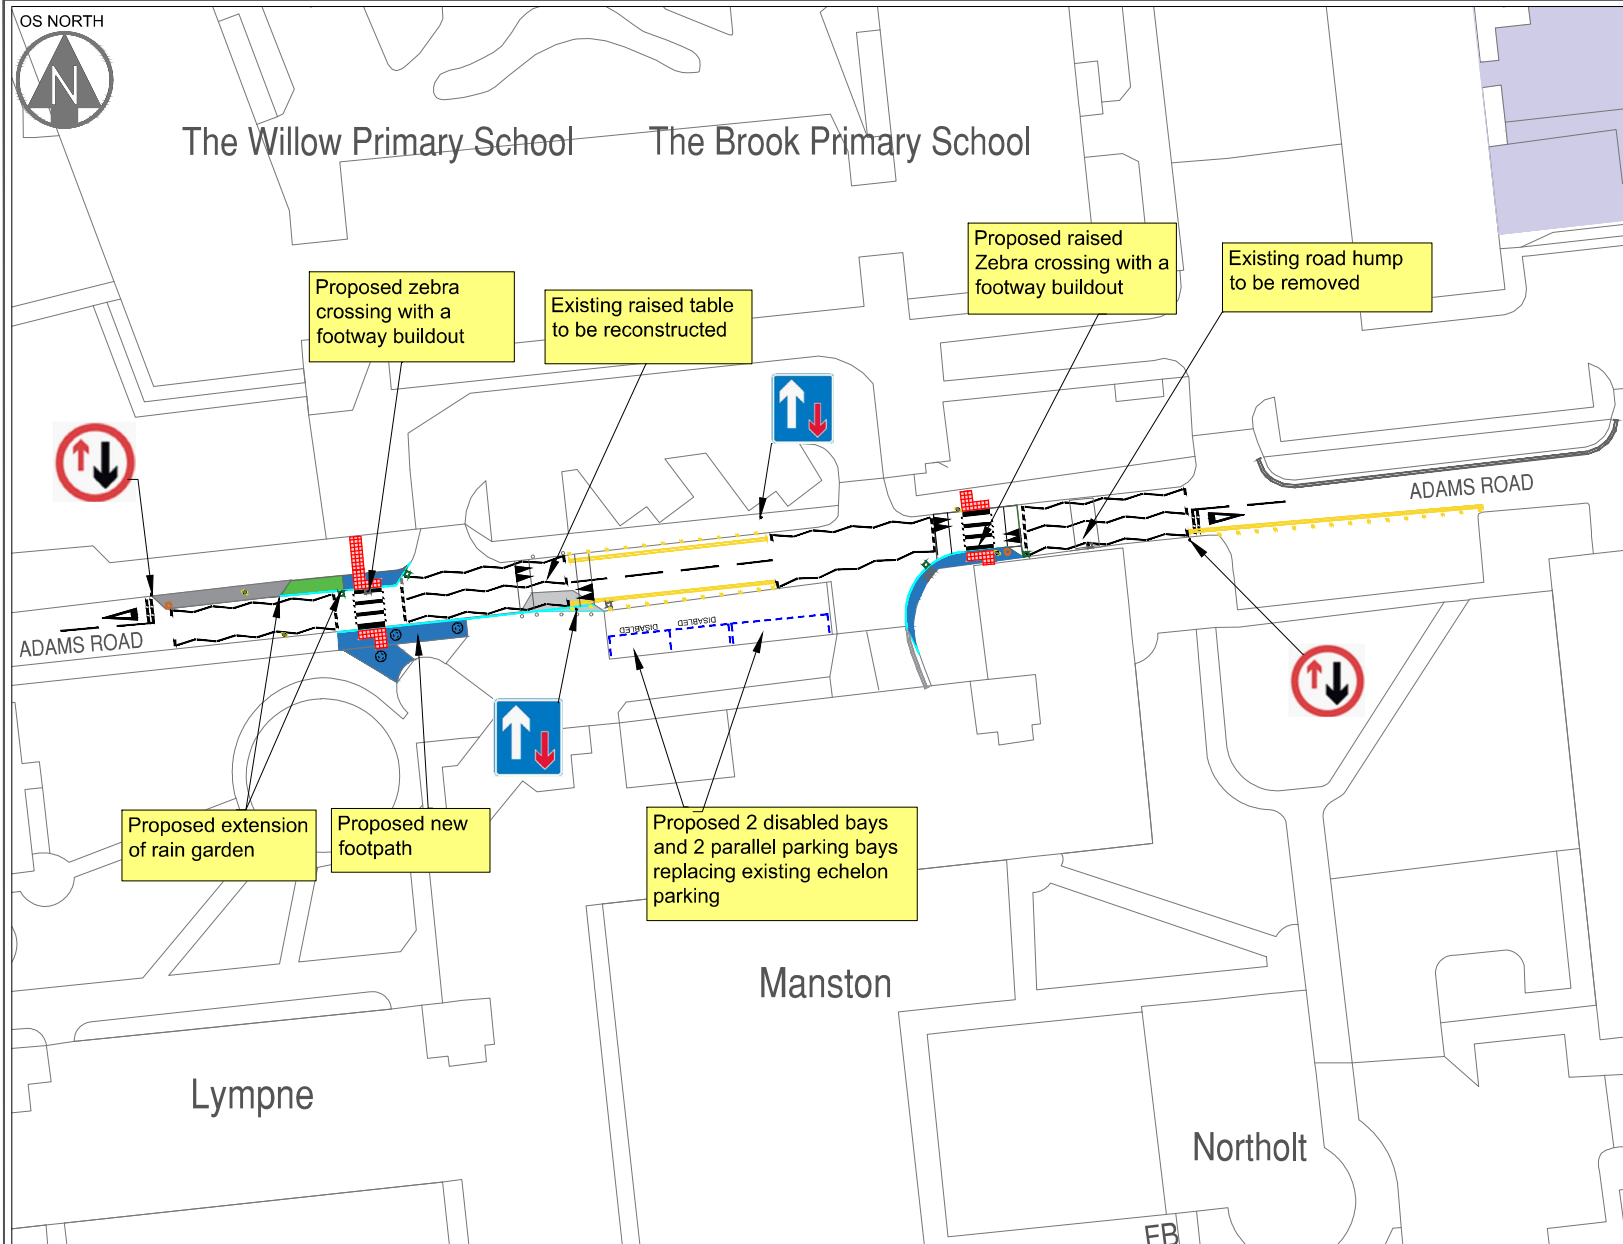 OS NORTH
N
The Willow Primary School
The Brook Primary School
Proposed raised
Zebra crossing with a
footway buildout
Existing road hump
to be removed
Proposed zebra
crossing with a
footway buildout
Existing raised table
to be reconstructed
ADAMS ROAD
ADAMS ROAD
DISABLED
DISABLED
Proposed extension
of rain garden
Proposed new
footpath
Proposed 2 disabled bays
and 2 parallel parking bays
replacing existing echelon
parking
Manston
Lympne
Northolt
FB